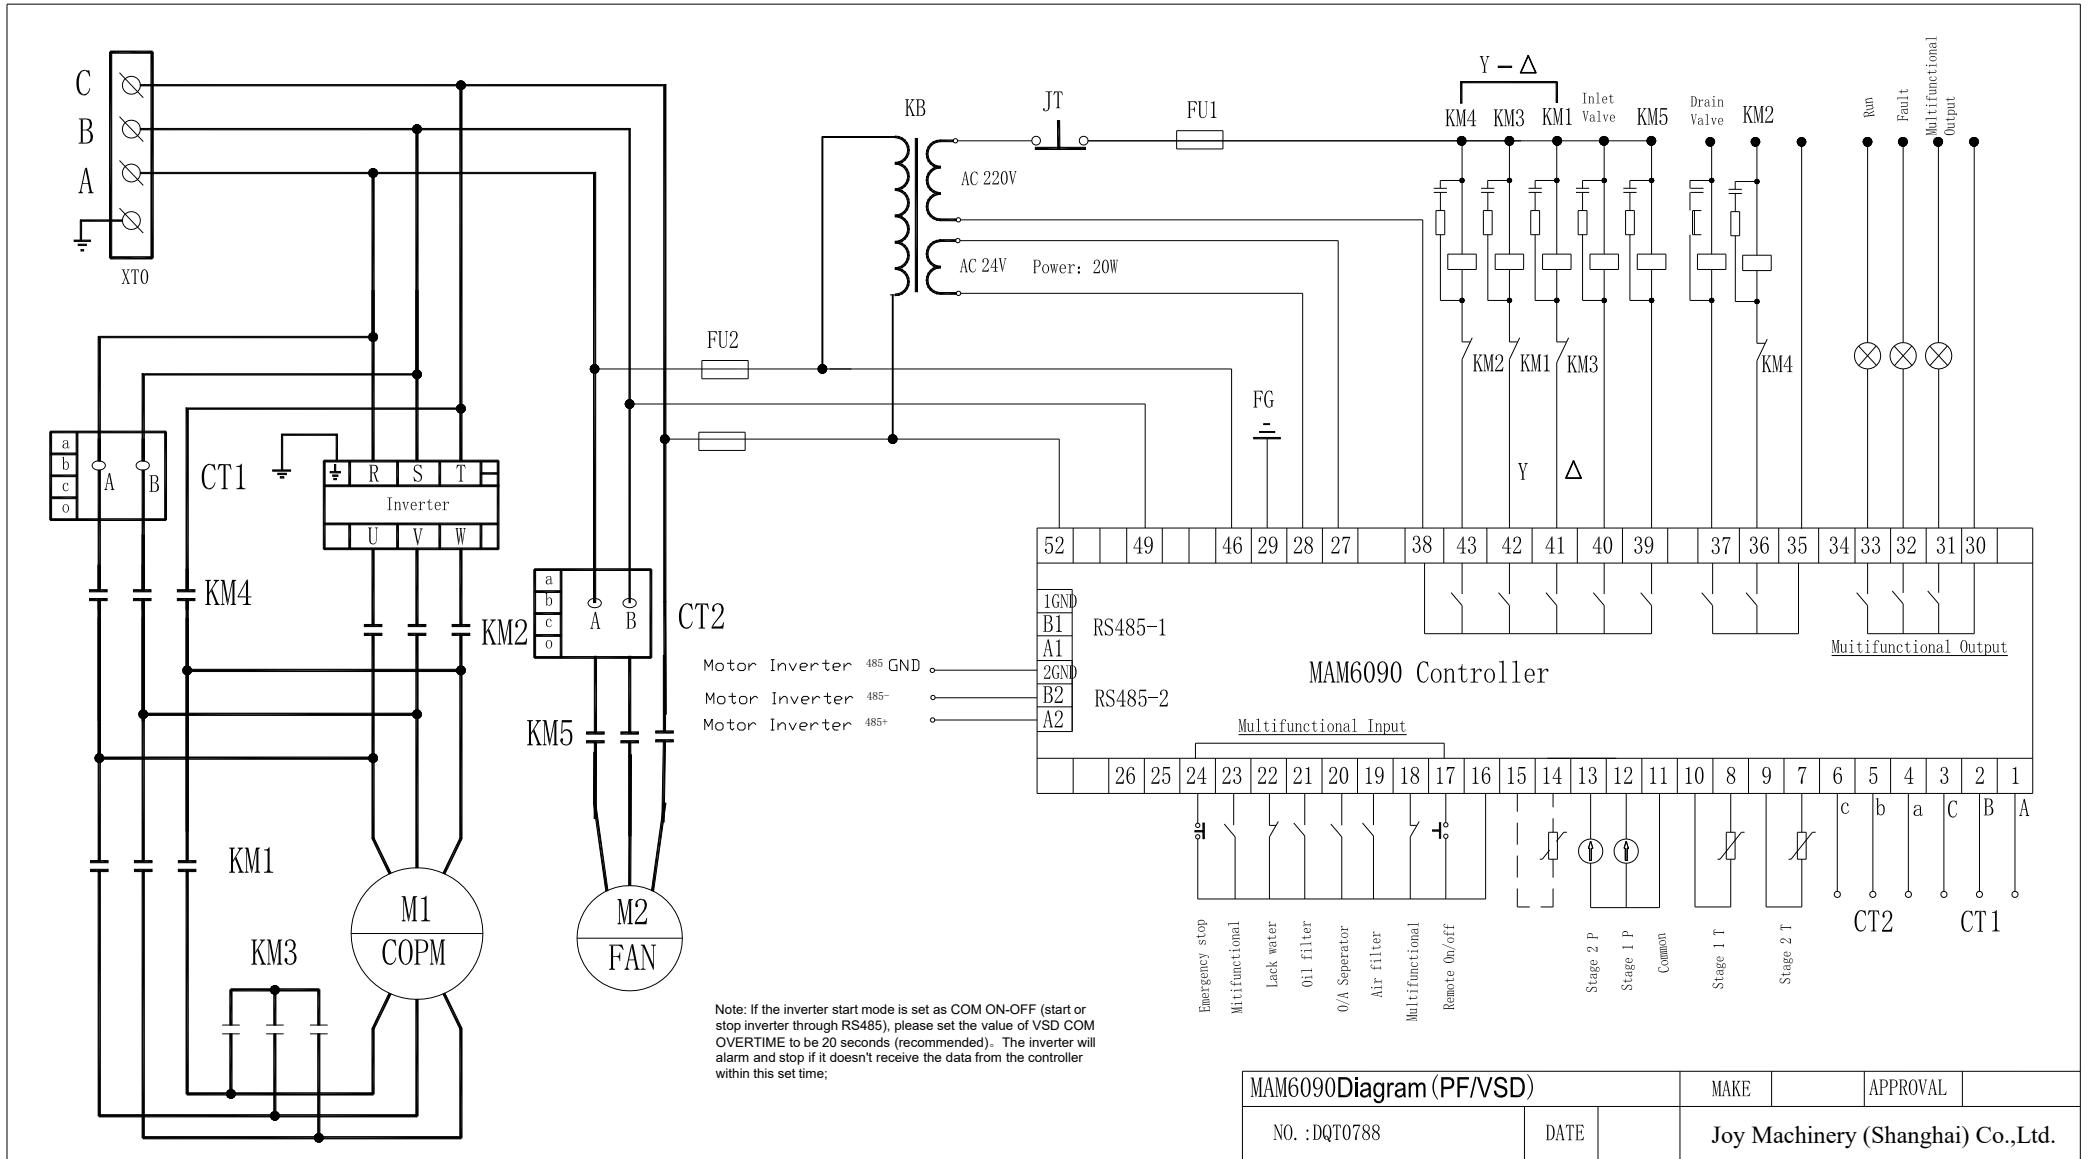 C
B
A
XT0
a
b
c
o
A
B
CT1
R
S
T
Inverter
U
V
W
KM4
KM2
KM1
M1
COPM
KM3
a
b
c
o
A
B
CT2
KM5
M2
FAN
FU2
KB
AC 220V
AC 24V
Power: 20W
JT
FU1
Y - Δ
KM4
KM3
KM1
Inlet
Valve
KM5
Drain
Valve
KM2
Run
Fault
Multifunctional
Output
KM2
KM1
KM3
KM4
FG
Y
Δ
52
49
46
29
28
27
38
43
42
41
40
39
37
36
35
34
33
32
31
30
1GND
B1
A1
2GND
B2
A2
RS485-1
RS485-2
Motor Inverter 485 GND
Motor Inverter 485-
Motor Inverter 485+
MAM6090 Controller
Muitifunctional Output
Multifunctional Input
26
25
24
23
22
21
20
19
18
17
16
15
14
13
12
11
10
8
9
7
6
5
4
3
2
1
c
b
a
C
B
A
CT2
CT1
Emergency stop
Mitifunctional
Lack water
Oil filter
O/A Seperator
Air filter
Multifunctional
Remote On/off
Stage 2 P
Stage 1 P
Common
Stage 1 T
Stage 2 T
Note: If the inverter start mode is set as COM ON-OFF (start or
stop inverter through RS485), please set the value of VSD COM
OVERTIME to be 20 seconds (recommended)。The inverter will
alarm and stop if it doesn't receive the data from the controller
within this set time;
MAM6090Diagram(PF/VSD)
MAKE
APPROVAL
NO.:DQT0788
DATE
Joy Machinery (Shanghai) Co.,Ltd.